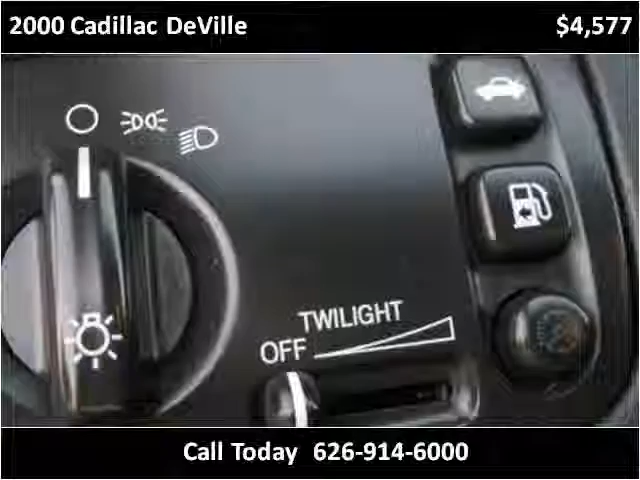 2000 Cadillac DeVille $4,577
TWILIGHT
OFF
Call Today 626-914-6000